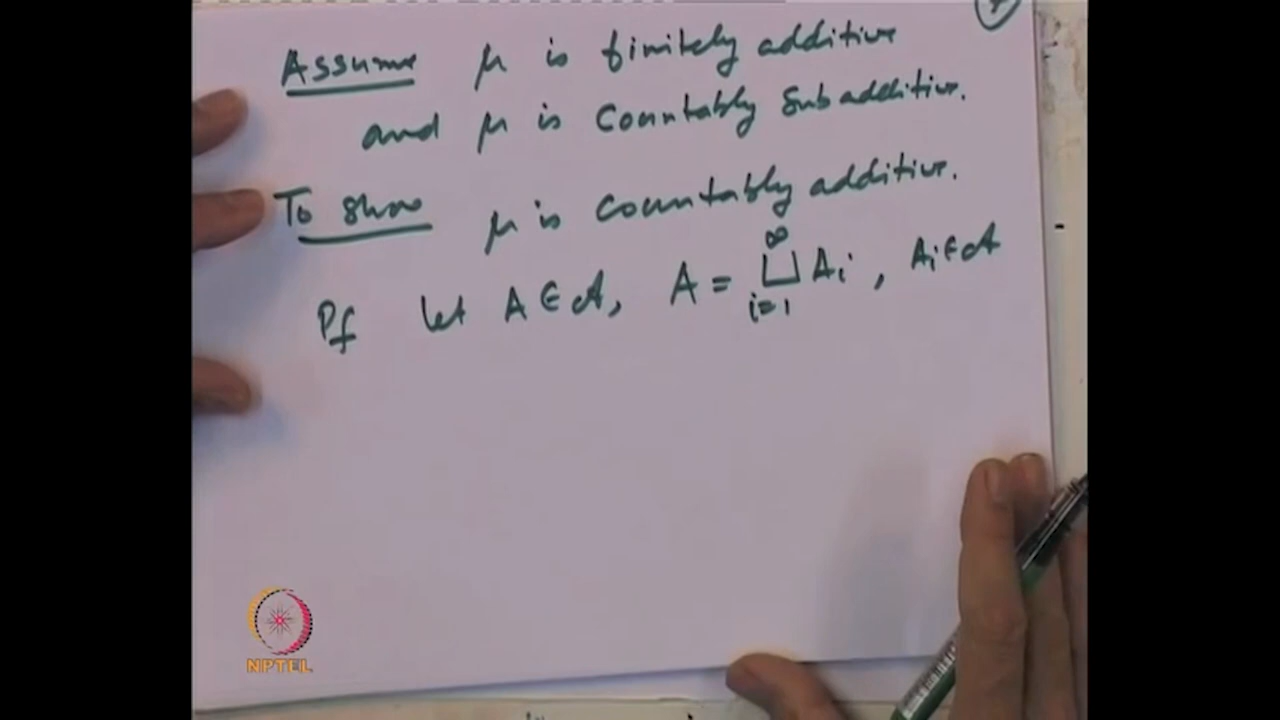 Assume μ is finitely additive
and μ is Countably Subadditive.
To show μ is countably additive.
Pf let A ∈ 𝒜, A = ⊔_{i=1}^{∞} A_i , A_i ∈ 𝒜
NPTEL